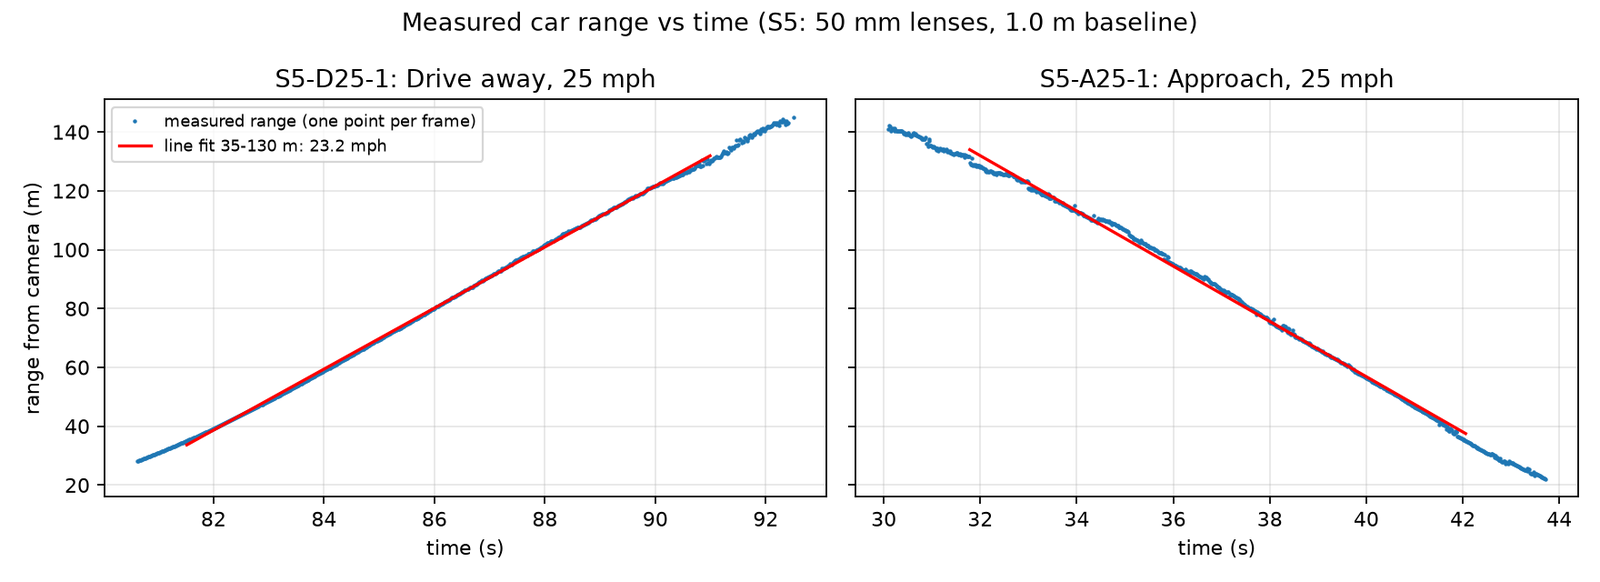 Measured car range vs time (S5: 50 mm lenses, 1.0 m baseline)
S5-D25-1: Drive away, 25 mph
measured range (one point per frame)
line fit 35-130 m: 23.2 mph
range from camera (m)
140
120
100
80
60
40
20
82 84 86 88 90 92
time (s)
S5-A25-1: Approach, 25 mph
30 32 34 36 38 40 42 44
time (s)